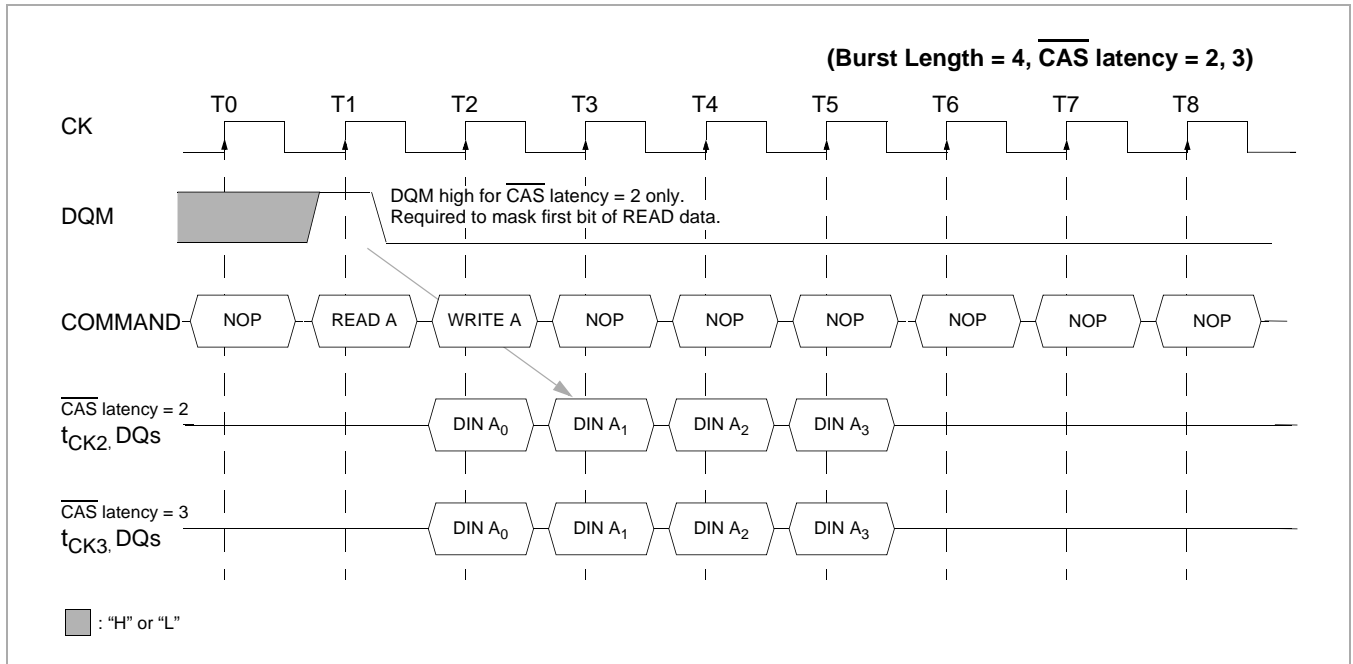 (Burst Length = 4, CAS latency = 2, 3)
T0 T1 T2 T3 T4 T5 T6 T7 T8
CK
DQM
DQM high for CAS latency = 2 only.
Required to mask first bit of READ data.
COMMAND NOP READ A WRITE A NOP NOP NOP NOP NOP NOP
CAS latency = 2
tCK2, DQs DIN A0 DIN A1 DIN A2 DIN A3
CAS latency = 3
tCK3, DQs DIN A0 DIN A1 DIN A2 DIN A3
: “H” or “L”